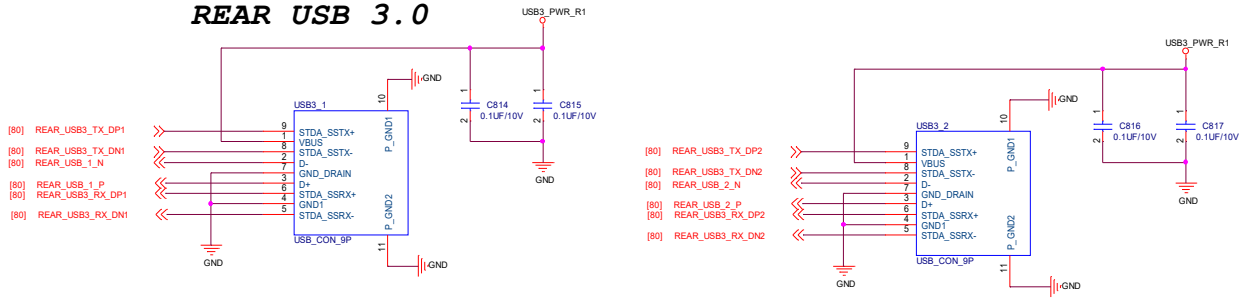 REAR USB 3.0
USB3_PWR_R1
GND
10
1
C814
0.1UF/10V
2
1
C815
0.1UF/10V
2
GND
USB3_1
[80] REAR_USB3_TX_DP1 9 STDA_SSTX+
1 VBUS
[80] REAR_USB3_TX_DN1 8 STDA_SSTX-
[80] REAR_USB_1_N 2 D-
7 GND_DRAIN
[80] REAR_USB_1_P 3 D+
[80] REAR_USB3_RX_DP1 6 STDA_SSRX+
4 GND1
[80] REAR_USB3_RX_DN1 5 STDA_SSRX-
P_GND1
P_GND2
USB_CON_9P
11
GND
GND
USB3_PWR_R1
GND
10
1
C816
0.1UF/10V
2
1
C817
0.1UF/10V
2
GND
USB3_2
[80] REAR_USB3_TX_DP2 9 STDA_SSTX+
1 VBUS
[80] REAR_USB3_TX_DN2 8 STDA_SSTX-
[80] REAR_USB_2_N 2 D-
7 GND_DRAIN
[80] REAR_USB_2_P 3 D+
[80] REAR_USB3_RX_DP2 6 STDA_SSRX+
4 GND1
[80] REAR_USB3_RX_DN2 5 STDA_SSRX-
P_GND1
P_GND2
USB_CON_9P
11
GND
GND